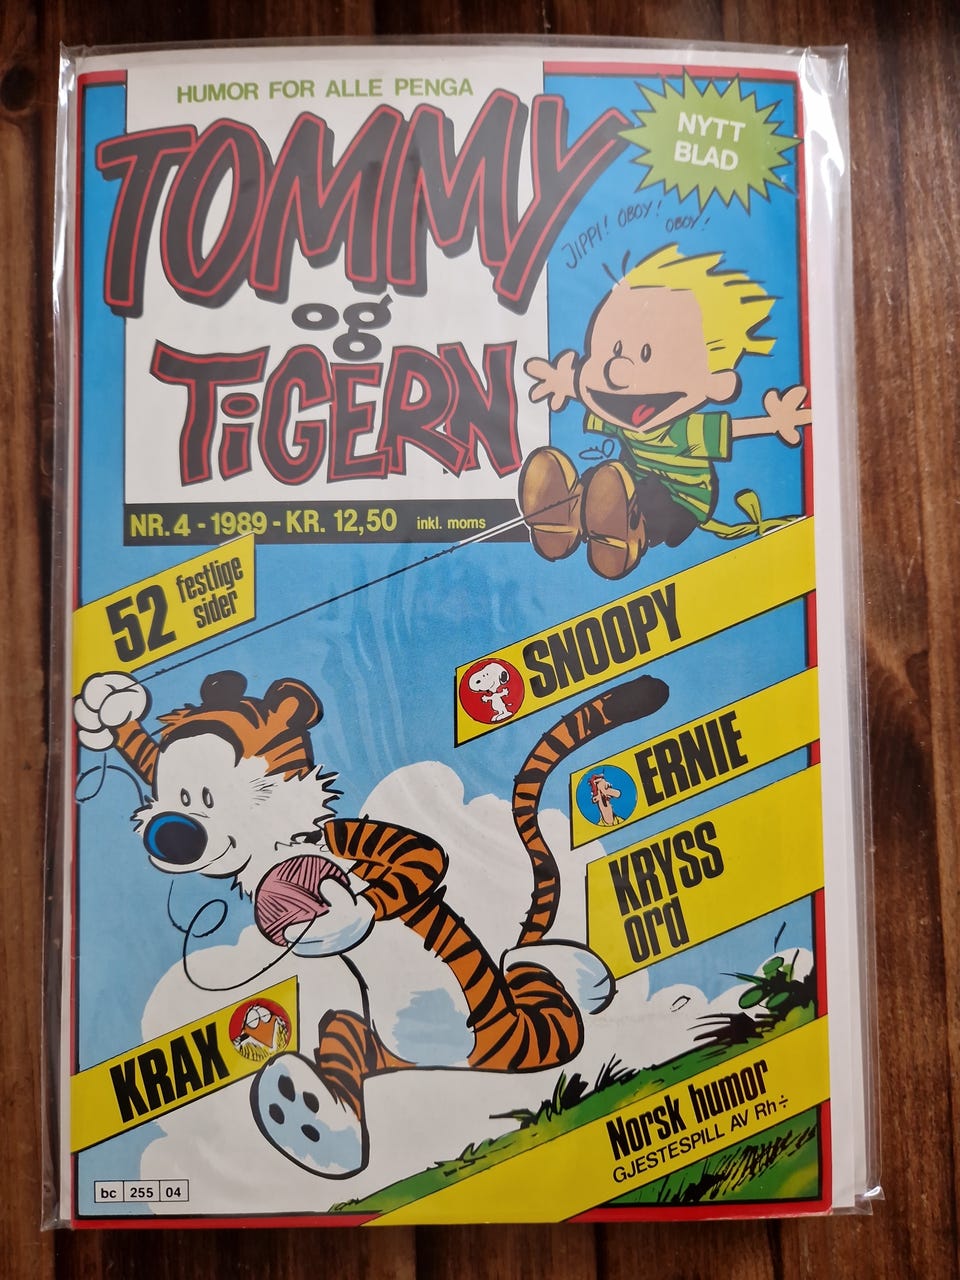 HUMOR FOR ALLE PENGA
TOMMY
og
TiGERN
NYTT
BLAD
JIPPI! OBOY!
OBOY!
NR. 4 - 1989 - KR. 12,50 inkl. moms
52 festlige
sider
SNOOPY
ERNIE
KRYSS
ord
KRAX
Norsk humor
GJESTESPILL AV Rh÷
bc 255 04